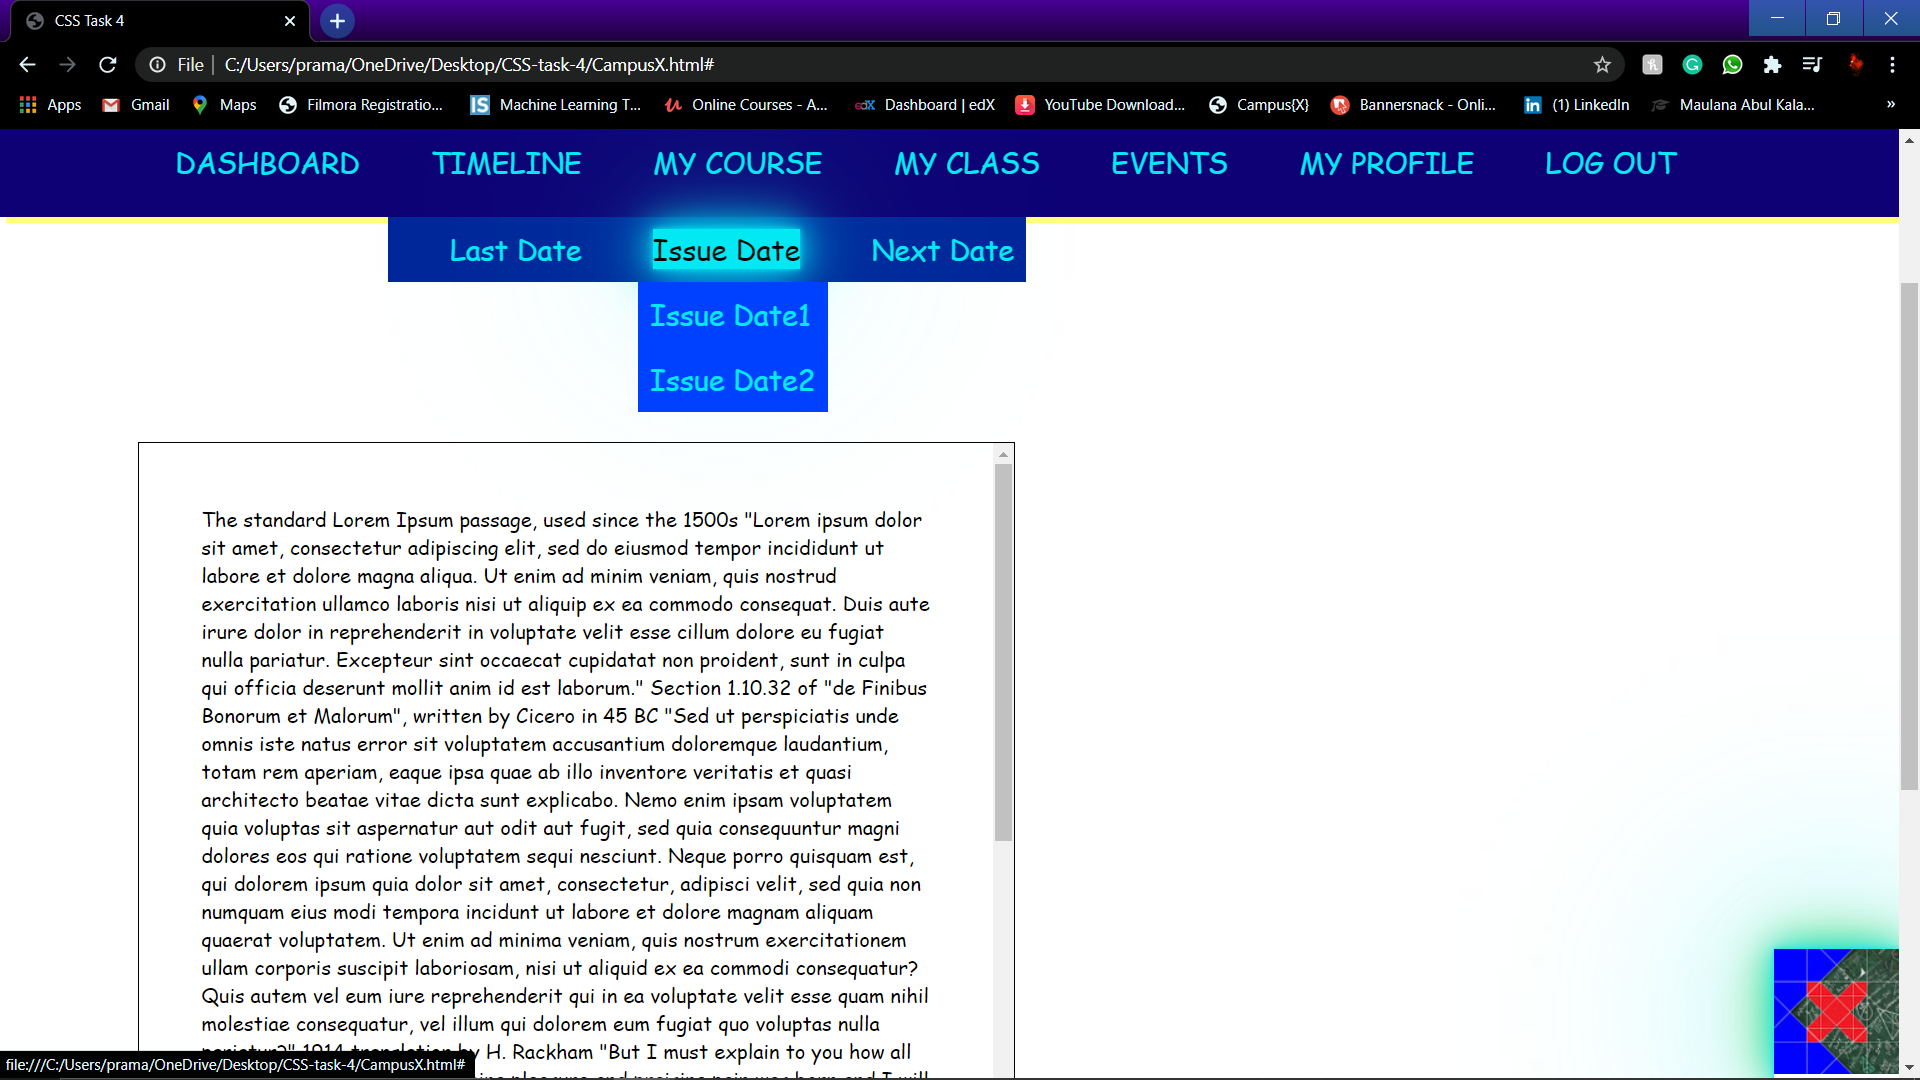 CSS Task 4
File
C:/Users/prama/OneDrive/Desktop/CSS-task-4/CampusX.html#
Apps
Gmail
Maps
Filmora Registratio...
IS
Machine Learning T...
Online Courses - A...
edX
Dashboard | edX
YouTube Download...
Campus{X}
Bannersnack - Onli...
in
(1) LinkedIn
Maulana Abul Kala...
»
DASHBOARD
TIMELINE
MY COURSE
MY CLASS
EVENTS
MY PROFILE
LOG OUT
Last Date
Issue Date
Next Date
Issue Date1
Issue Date2
The standard Lorem Ipsum passage, used since the 1500s "Lorem ipsum dolor
sit amet, consectetur adipiscing elit, sed do eiusmod tempor incididunt ut
labore et dolore magna aliqua. Ut enim ad minim veniam, quis nostrud
exercitation ullamco laboris nisi ut aliquip ex ea commodo consequat. Duis aute
irure dolor in reprehenderit in voluptate velit esse cillum dolore eu fugiat
nulla pariatur. Excepteur sint occaecat cupidatat non proident, sunt in culpa
qui officia deserunt mollit anim id est laborum." Section 1.10.32 of "de Finibus
Bonorum et Malorum", written by Cicero in 45 BC "Sed ut perspiciatis unde
omnis iste natus error sit voluptatem accusantium doloremque laudantium,
totam rem aperiam, eaque ipsa quae ab illo inventore veritatis et quasi
architecto beatae vitae dicta sunt explicabo. Nemo enim ipsam voluptatem
quia voluptas sit aspernatur aut odit aut fugit, sed quia consequuntur magni
dolores eos qui ratione voluptatem sequi nesciunt. Neque porro quisquam est,
qui dolorem ipsum quia dolor sit amet, consectetur, adipisci velit, sed quia non
numquam eius modi tempora incidunt ut labore et dolore magnam aliquam
quaerat voluptatem. Ut enim ad minima veniam, quis nostrum exercitationem
ullam corporis suscipit laboriosam, nisi ut aliquid ex ea commodi consequatur?
Quis autem vel eum iure reprehenderit qui in ea voluptate velit esse quam nihil
molestiae consequatur, vel illum qui dolorem eum fugiat quo voluptas nulla
pariatur?" 1914 translation by H. Rackham "But I must explain to you how all
file:///C:/Users/prama/OneDrive/Desktop/CSS-task-4/CampusX.html#